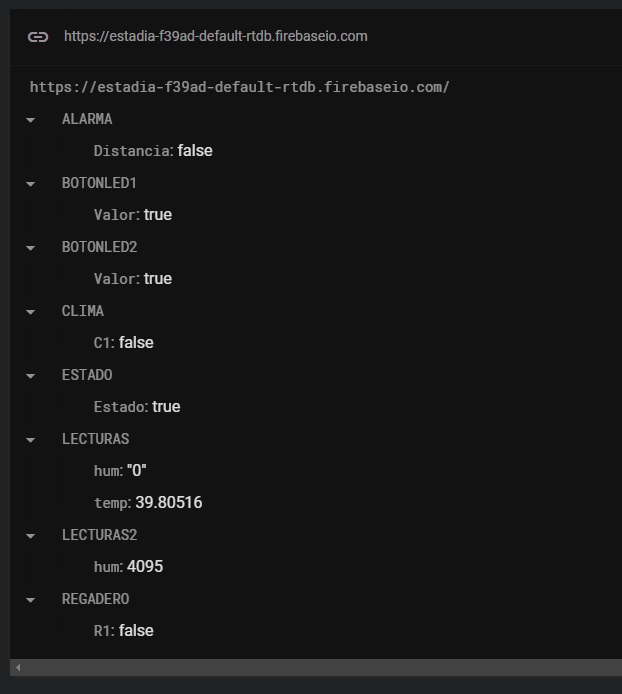 https://estadia-f39ad-default-rtdb.firebaseio.com
https://estadia-f39ad-default-rtdb.firebaseio.com/
ALARMA
Distancia: false
BOTONLED1
Valor: true
BOTONLED2
Valor: true
CLIMA
C1: false
ESTADO
Estado: true
LECTURAS
hum: "0"
temp: 39.80516
LECTURAS2
hum: 4095
REGADERO
R1: false